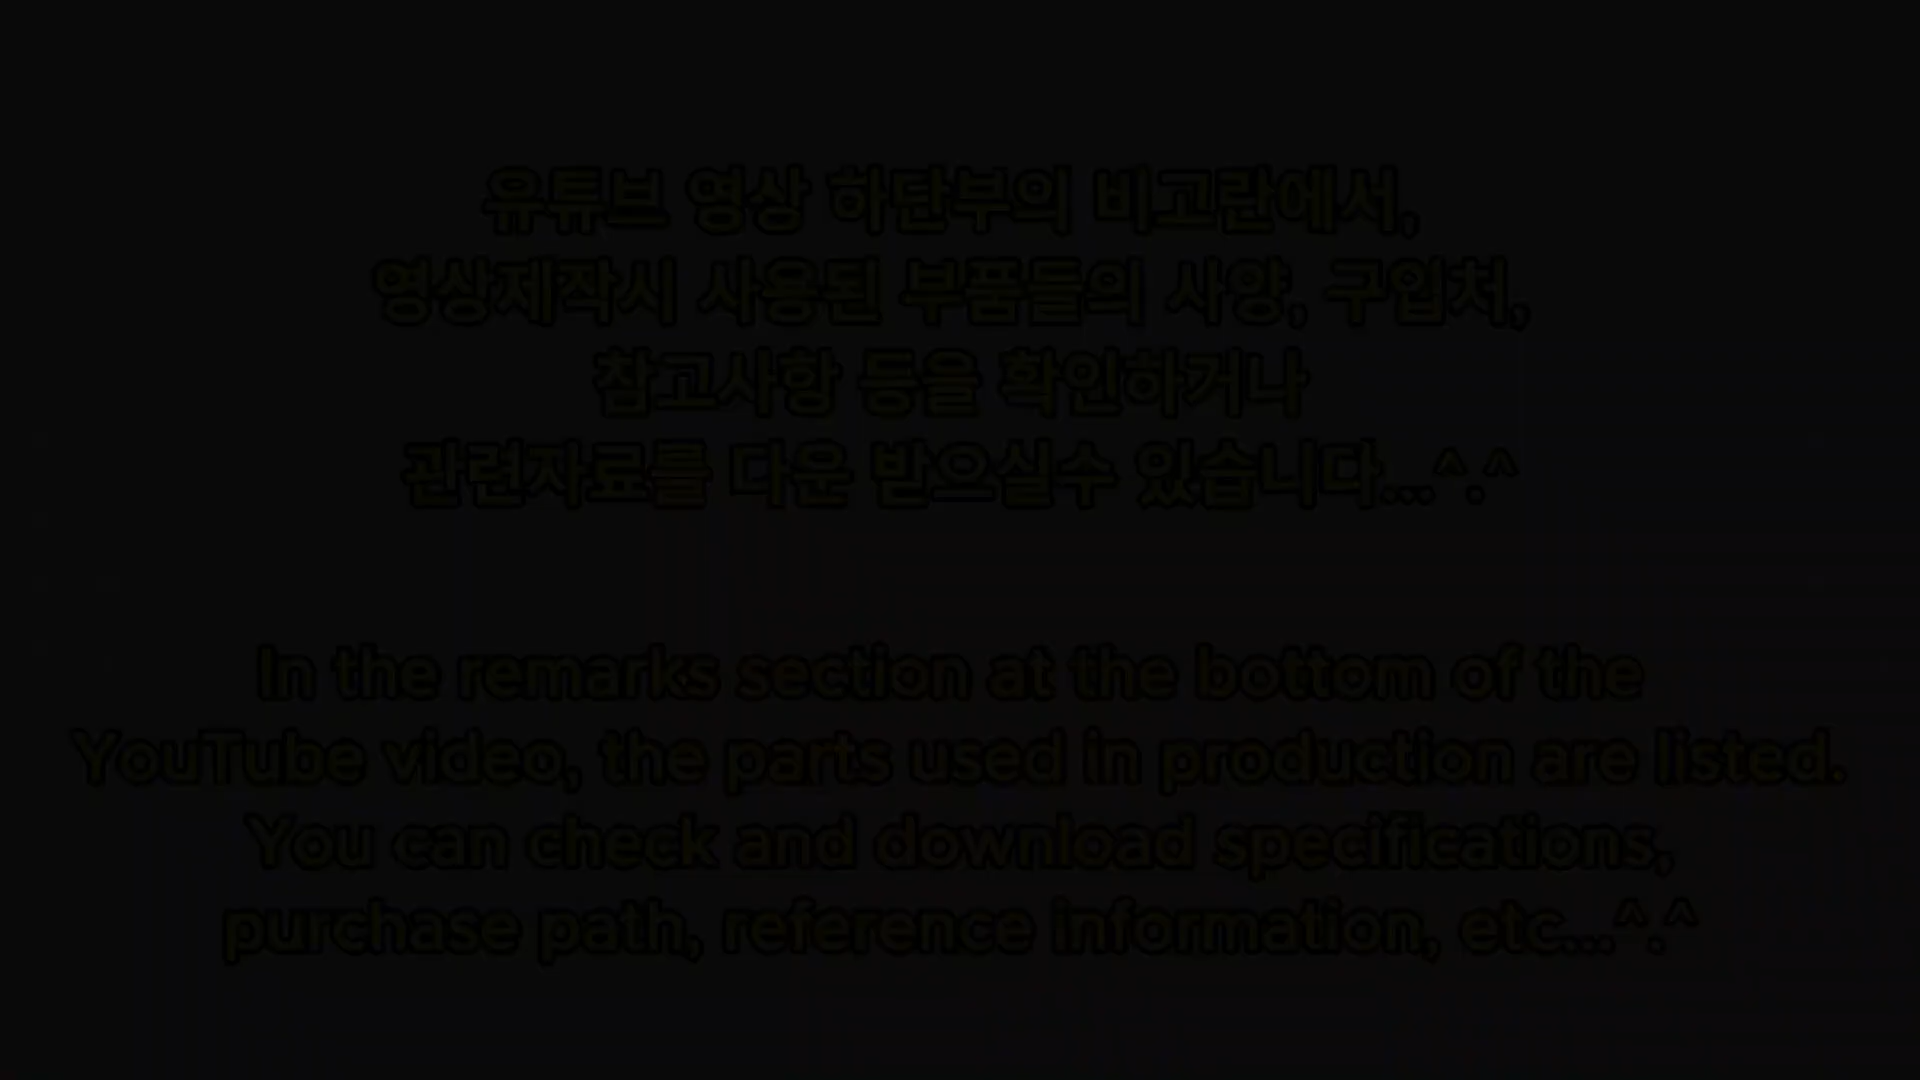 유튜브 영상 하단부의 비고란에서,
영상제작시 사용된 부품들의 사양, 구입처,
참고사항 등을 확인하거나
관련자료를 다운 받으실수 있습니다...^.^
In the remarks section at the bottom of the
YouTube video, the parts used in production are listed.
You can check and download specifications,
purchase path, reference information, etc...^.^